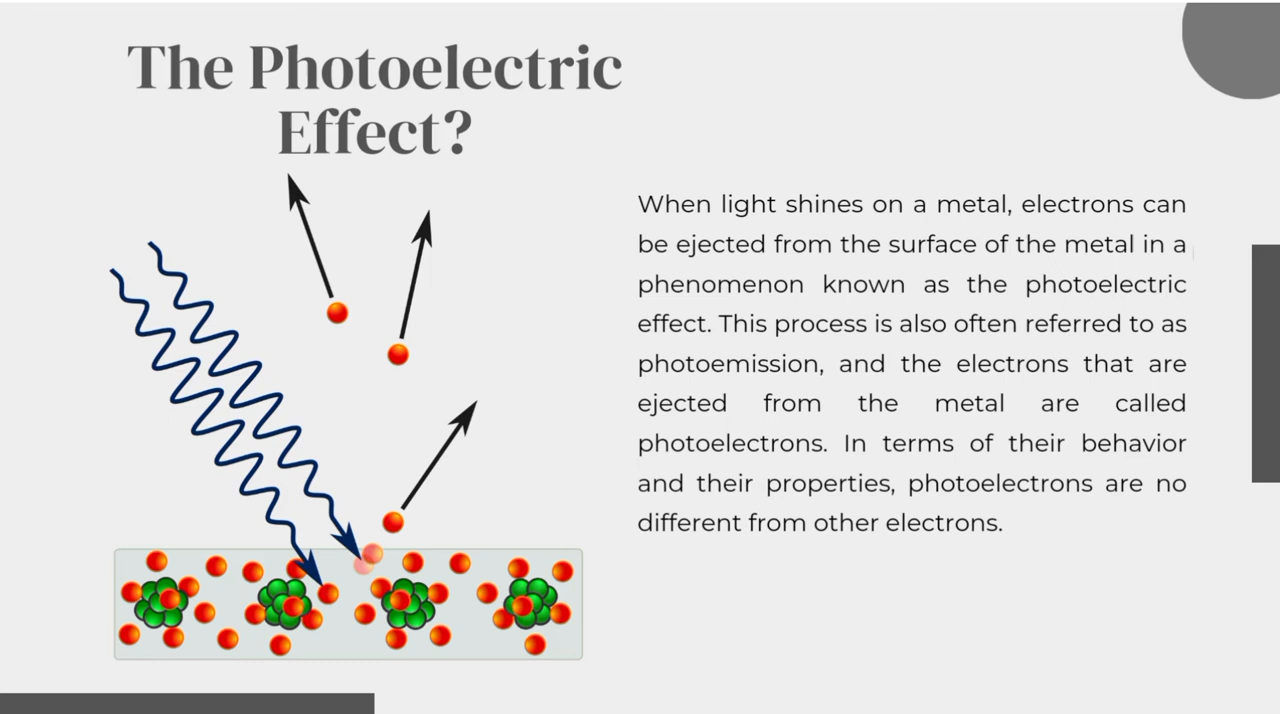 The Photoelectric
Effect?
When light shines on a metal, electrons can
be ejected from the surface of the metal in a
phenomenon known as the photoelectric
effect. This process is also often referred to as
photoemission, and the electrons that are
ejected from the metal are called
photoelectrons. In terms of their behavior
and their properties, photoelectrons are no
different from other electrons.